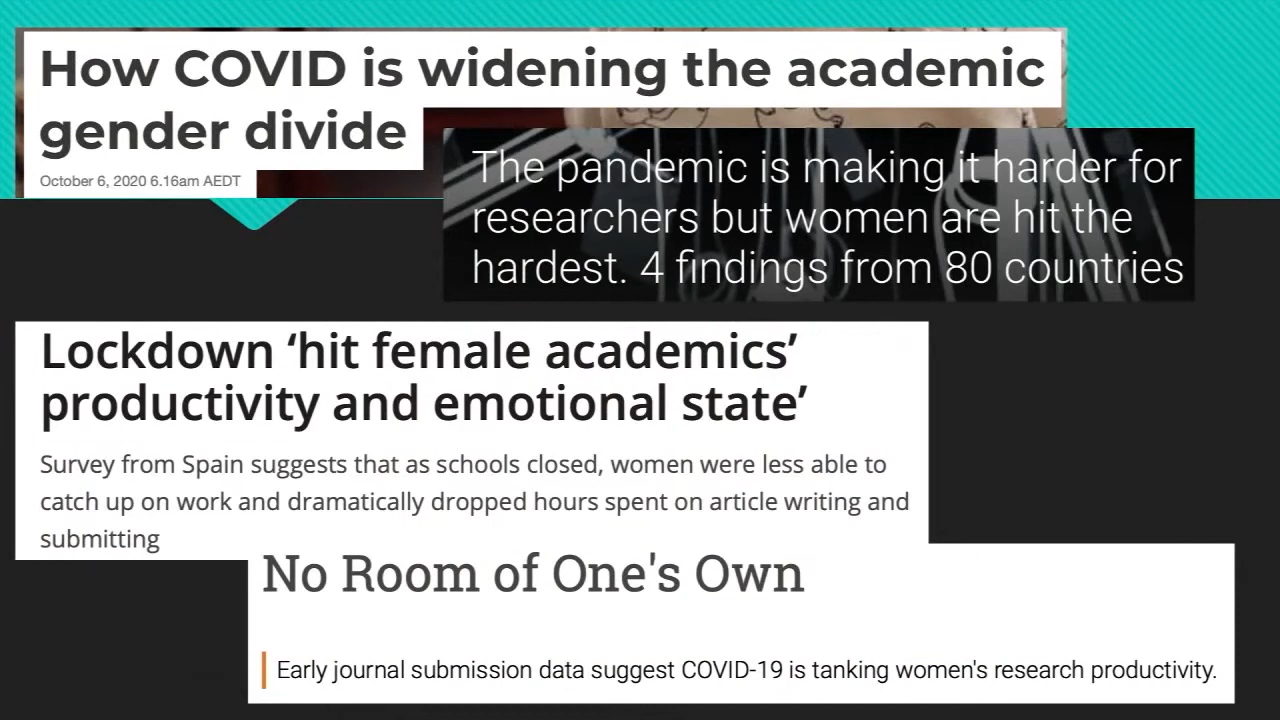 How COVID is widening the academic
gender divide
October 6, 2020 6.16am AEDT
The pandemic is making it harder for
researchers but women are hit the
hardest. 4 findings from 80 countries
Lockdown ‘hit female academics’
productivity and emotional state’
Survey from Spain suggests that as schools closed, women were less able to
catch up on work and dramatically dropped hours spent on article writing and
submitting
No Room of One's Own
Early journal submission data suggest COVID-19 is tanking women's research productivity.